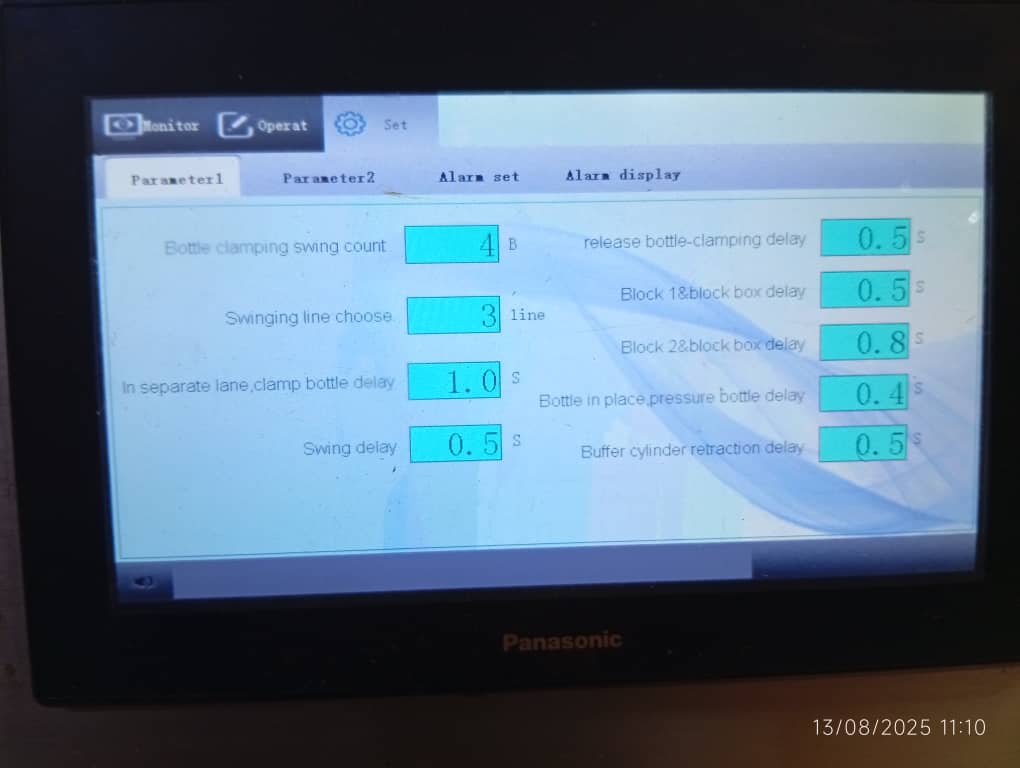 Monitor Operat Set
Parameter1 Parameter2 Alarm set Alarm display
Bottle clamping swing count 4 B
Swinging line choose 3 line
In separate lane,clamp bottle delay 1.0 S
Swing delay 0.5 S
release bottle-clamping delay 0.5 S
Block 1&block box delay 0.5 S
Block 2&block box delay 0.8 S
Bottle in place,pressure bottle delay 0.4 S
Buffer cylinder retraction delay 0.5 S
Panasonic
13/08/2025 11:10